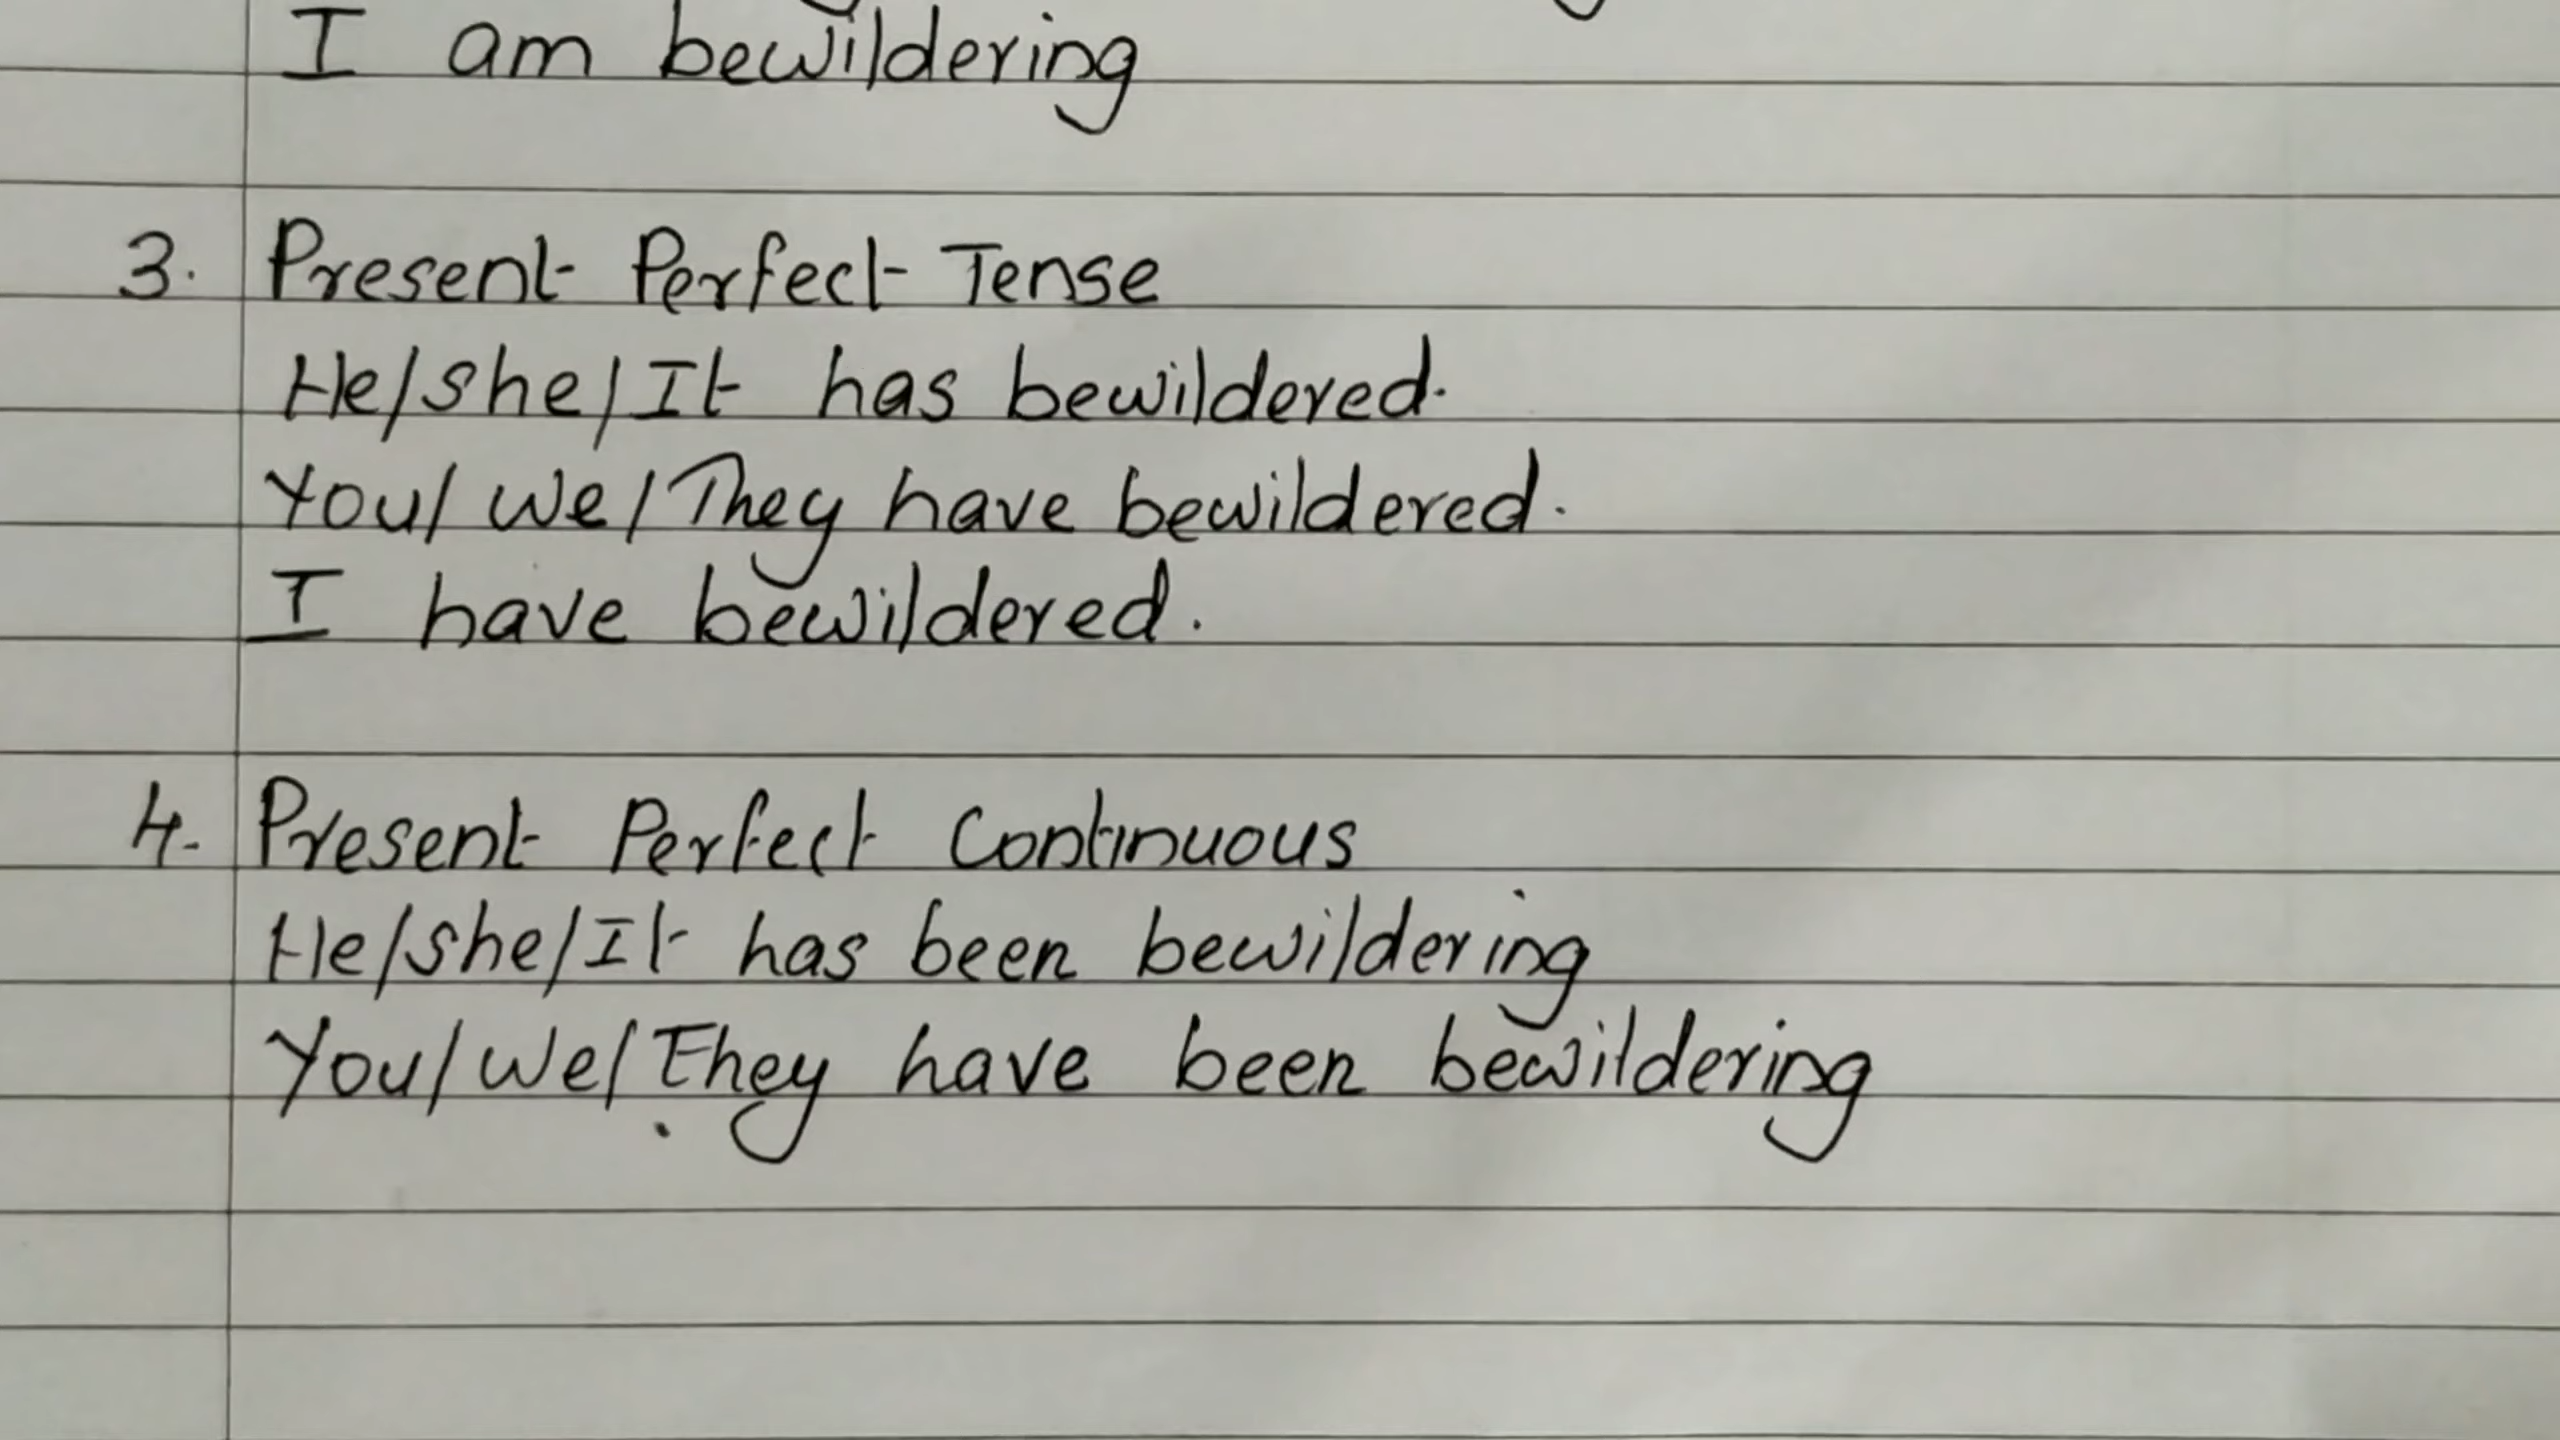 I am bewildering
3. Present Perfect Tense
He/she/It has bewildered.
You/We/They have bewildered.
I have bewildered.
4. Present Perfect Continuous
He/she/It has been bewildering
You/We/They have been bewildering